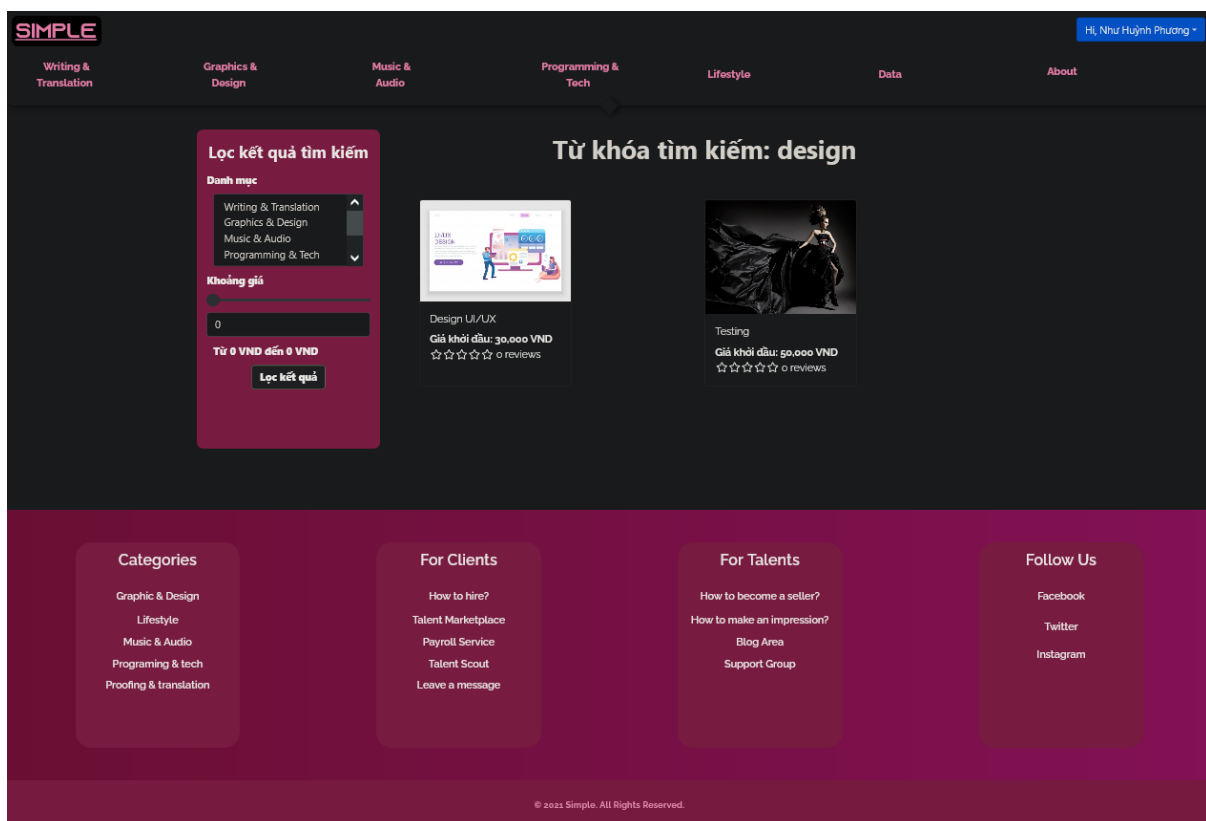 SIMPLE
Hi, Như Huỳnh Phương
Writing &
Translation
Graphics &
Design
Music &
Audio
Programming &
Tech
Lifestyle
Data
About
Lọc kết quả tìm kiếm
Danh mục
Writing & Translation
Graphics & Design
Music & Audio
Programming & Tech
Khoảng giá
0
Từ 0 VND đến 0 VND
Lọc kết quả
Từ khóa tìm kiếm: design
UI/UX
DESIGN
Design UI/UX
Giá khởi đầu: 30,000 VND
0 reviews
Testing
Giá khởi đầu: 50,000 VND
0 reviews
Categories
Graphic & Design
Lifestyle
Music & Audio
Programing & tech
Proofing & translation
For Clients
How to hire?
Talent Marketplace
Payroll Service
Talent Scout
Leave a message
For Talents
How to become a seller?
How to make an impression?
Blog Area
Support Group
Follow Us
Facebook
Twitter
Instagram
© 2021 Simple. All Rights Reserved.